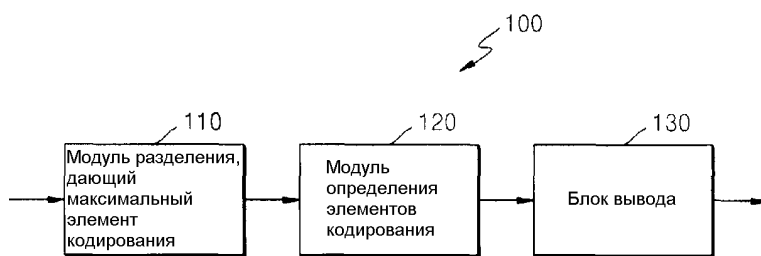 100
110
120
130
Модуль разделения,
дающий
максимальный
элемент
кодирования
Модуль
определения
элементов
кодирования
Блок вывода